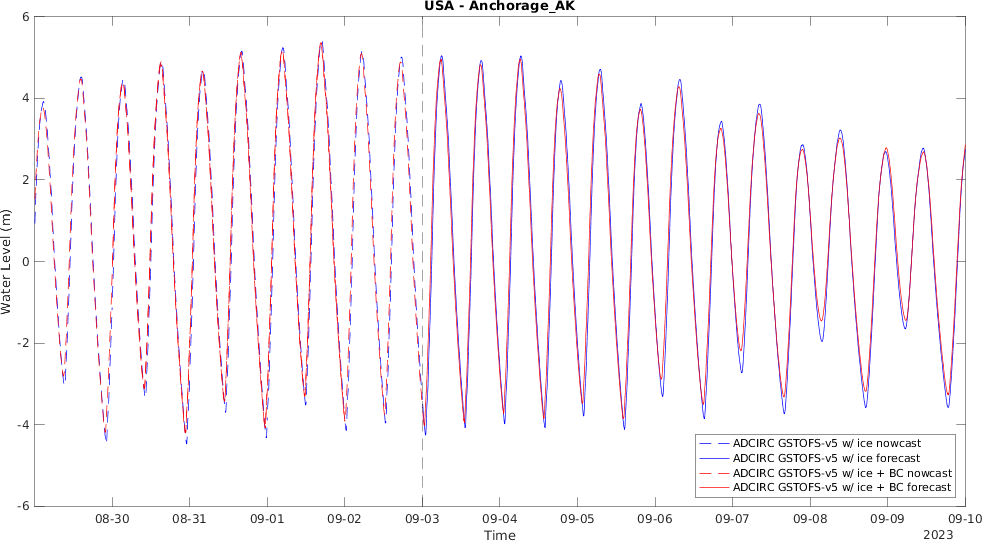 USA - Anchorage_AK
Water Level (m)
6
4
2
0
-2
-4
-6
ADCIRC GSTOFS-v5 w/ ice nowcast
ADCIRC GSTOFS-v5 w/ ice forecast
ADCIRC GSTOFS-v5 w/ ice + BC nowcast
ADCIRC GSTOFS-v5 w/ ice + BC forecast
08-30 08-31 09-01 09-02 09-03 09-04 09-05 09-06 09-07 09-08 09-09 09-10
Time
2023